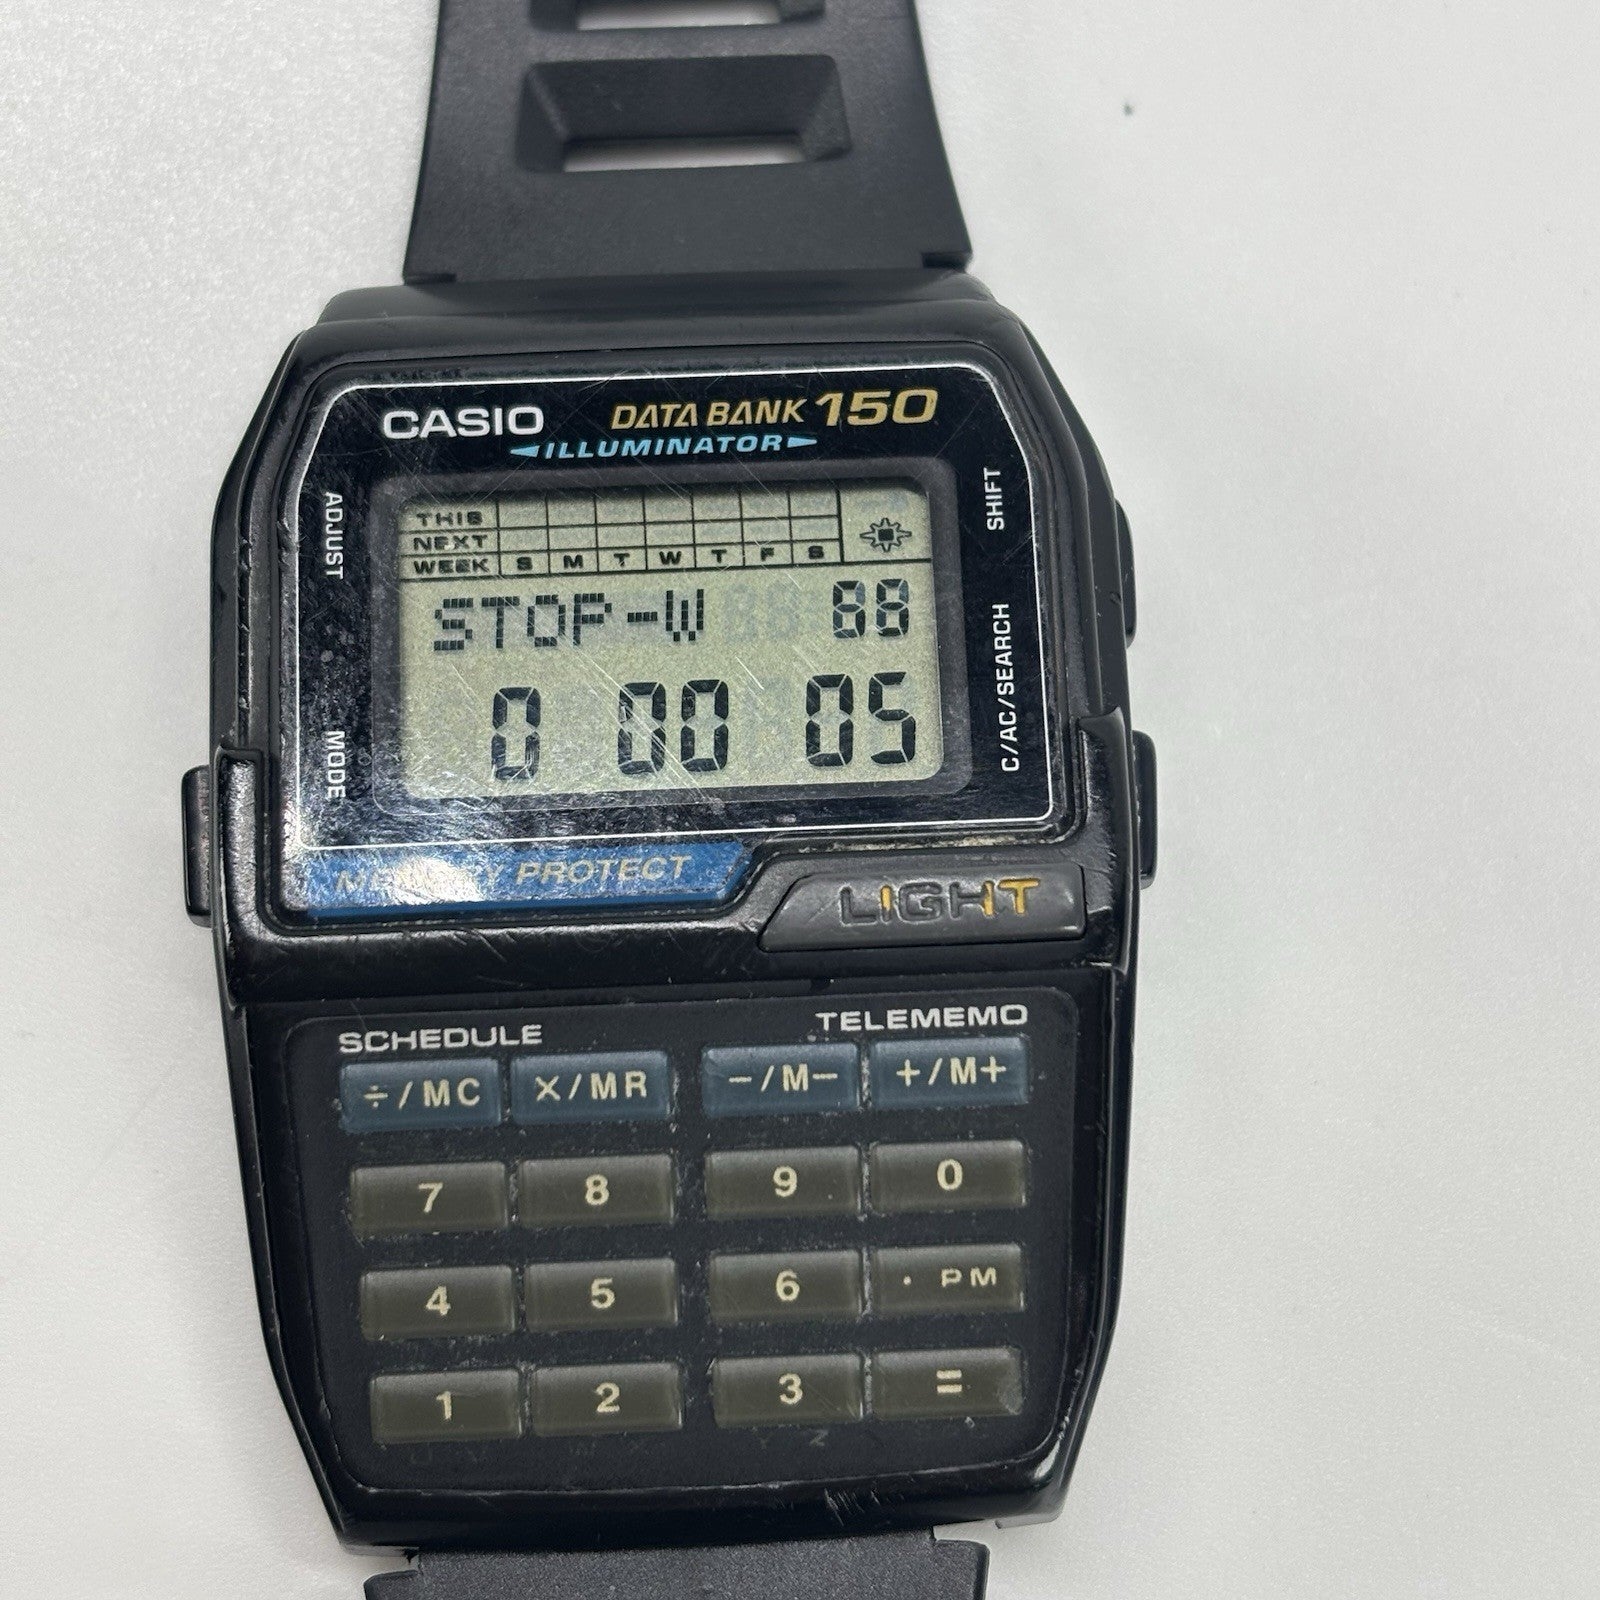 CASIO DATA BANK 150
ILLUMINATOR
ADJUST
SHIFT
THIS
NEXT
WEEK S M T W T F S
STOP-W 88
0 00 05
MODE
C/AC/SEARCH
MEMORY PROTECT
LIGHT
SCHEDULE TELEMEMO
÷/MC ×/MR −/M− +/M+
7 8 9 0
4 5 6 · PM
1 2 3 =